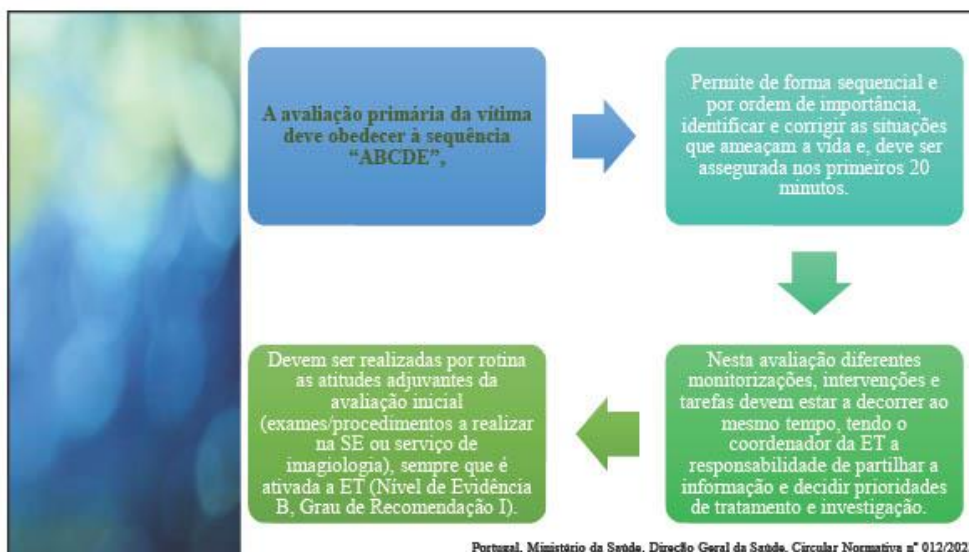 A avaliação primária da vítima
deve obedecer à sequência
“ABCDE”,
Permite de forma sequencial e
por ordem de importância,
identificar e corrigir as situações
que ameaçam a vida e, deve ser
assegurada nos primeiros 20
minutos.
Nesta avaliação diferentes
monitorizações, intervenções e
tarefas devem estar a decorrer ao
mesmo tempo, tendo o
coordenador da ET a
responsabilidade de partilhar a
informação e decidir prioridades
de tratamento e investigação.
Devem ser realizadas por rotina
as atitudes adjuvantes da
avaliação inicial
(exames/procedimentos a realizar
na SE ou serviço de
imagiologia), sempre que é
ativada a ET (Nível de Evidência
B, Grau de Recomendação I).
Portugal. Ministério da Saúde. Direção Geral da Saúde. Circular Normativa nº 012/202